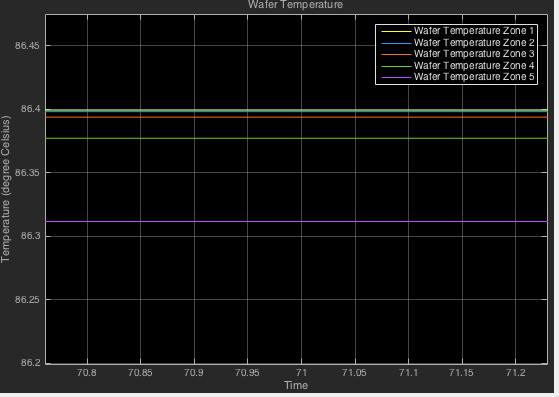 Wafer Temperature
Wafer Temperature Zone 1
Wafer Temperature Zone 2
Wafer Temperature Zone 3
Wafer Temperature Zone 4
Wafer Temperature Zone 5
Temperature (degree Celsius)
86.45
86.4
86.35
86.3
86.25
86.2
70.8 70.85 70.9 70.95 71 71.05 71.1 71.15 71.2
Time